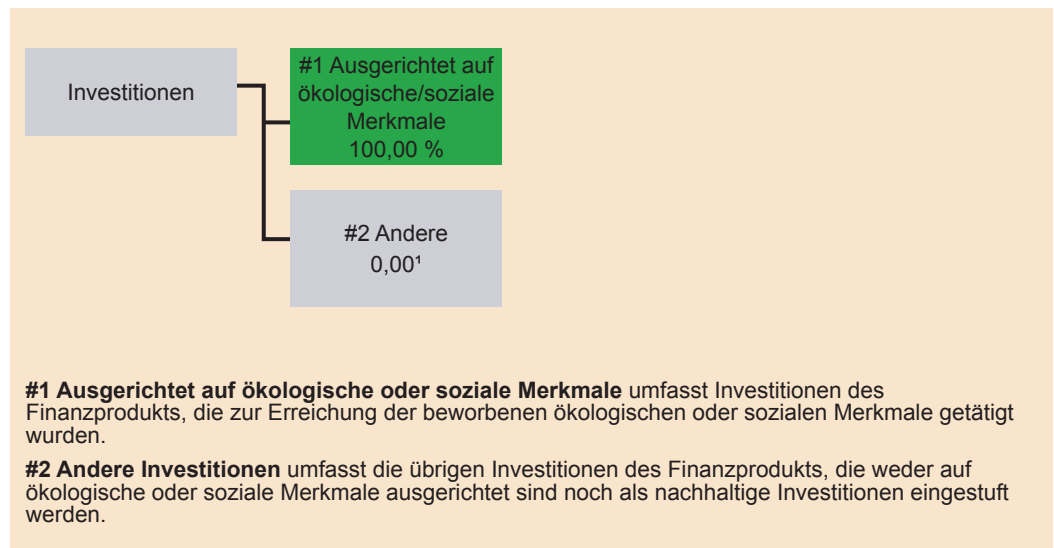 Investitionen
#1 Ausgerichtet auf
ökologische/soziale
Merkmale
100,00 %
#2 Andere
0,00¹
#1 Ausgerichtet auf ökologische oder soziale Merkmale umfasst Investitionen des
Finanzprodukts, die zur Erreichung der beworbenen ökologischen oder sozialen Merkmale getätigt
wurden.
#2 Andere Investitionen umfasst die übrigen Investitionen des Finanzprodukts, die weder auf
ökologische oder soziale Merkmale ausgerichtet sind noch als nachhaltige Investitionen eingestuft
werden.